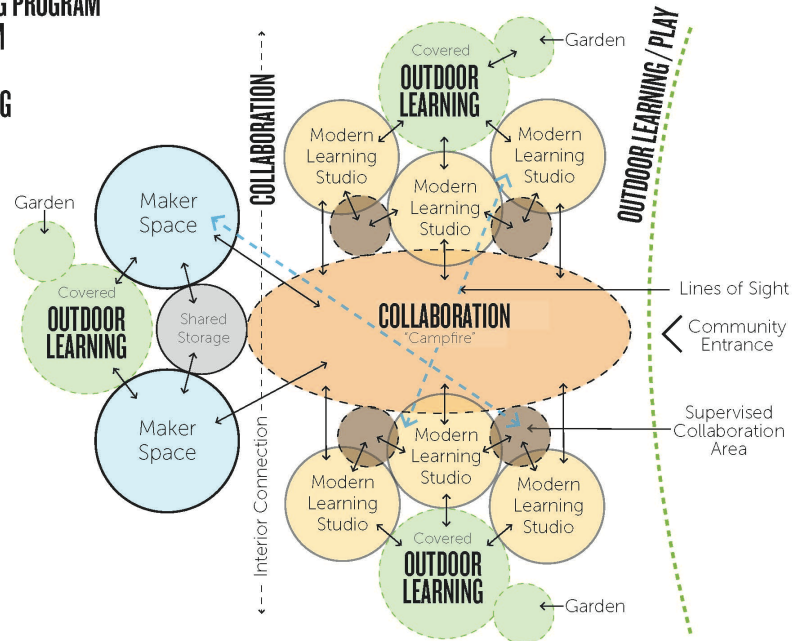 G PROGRAM
G
COLLABORATION
Interior Connection
Garden
Covered
OUTDOOR
LEARNING
Maker
Space
Shared
Storage
Maker
Space
Covered
OUTDOOR
LEARNING
Garden
Modern
Learning
Studio
Modern
Learning
Studio
Modern
Learning
Studio
COLLABORATION
"Campfire"
Modern
Learning
Studio
Modern
Learning
Studio
Modern
Learning
Studio
Covered
OUTDOOR
LEARNING
Garden
OUTDOOR LEARNING / PLAY
Lines of Sight
Community
Entrance
Supervised
Collaboration
Area